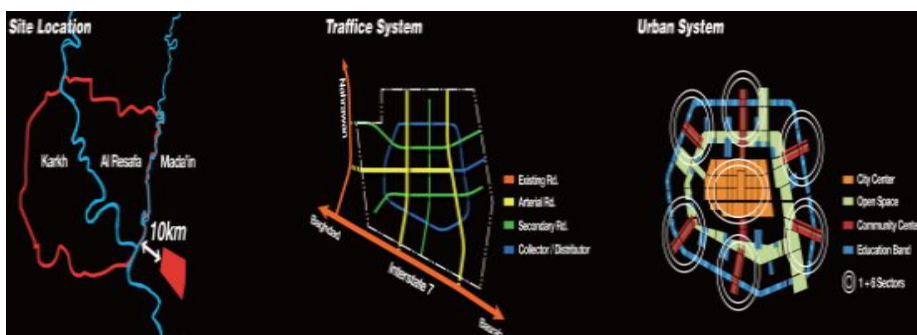 Site Location
Karkh
Al Resafa
Mada'in
10km
Traffice System
Nahrawan
Baghdad
Interstate 7
Existing Rd.
Arterial Rd.
Secondary Rd.
Collector / Distributor
Urban System
City Center
Open Space
Community Center
Education Band
1 + 6 Sectors